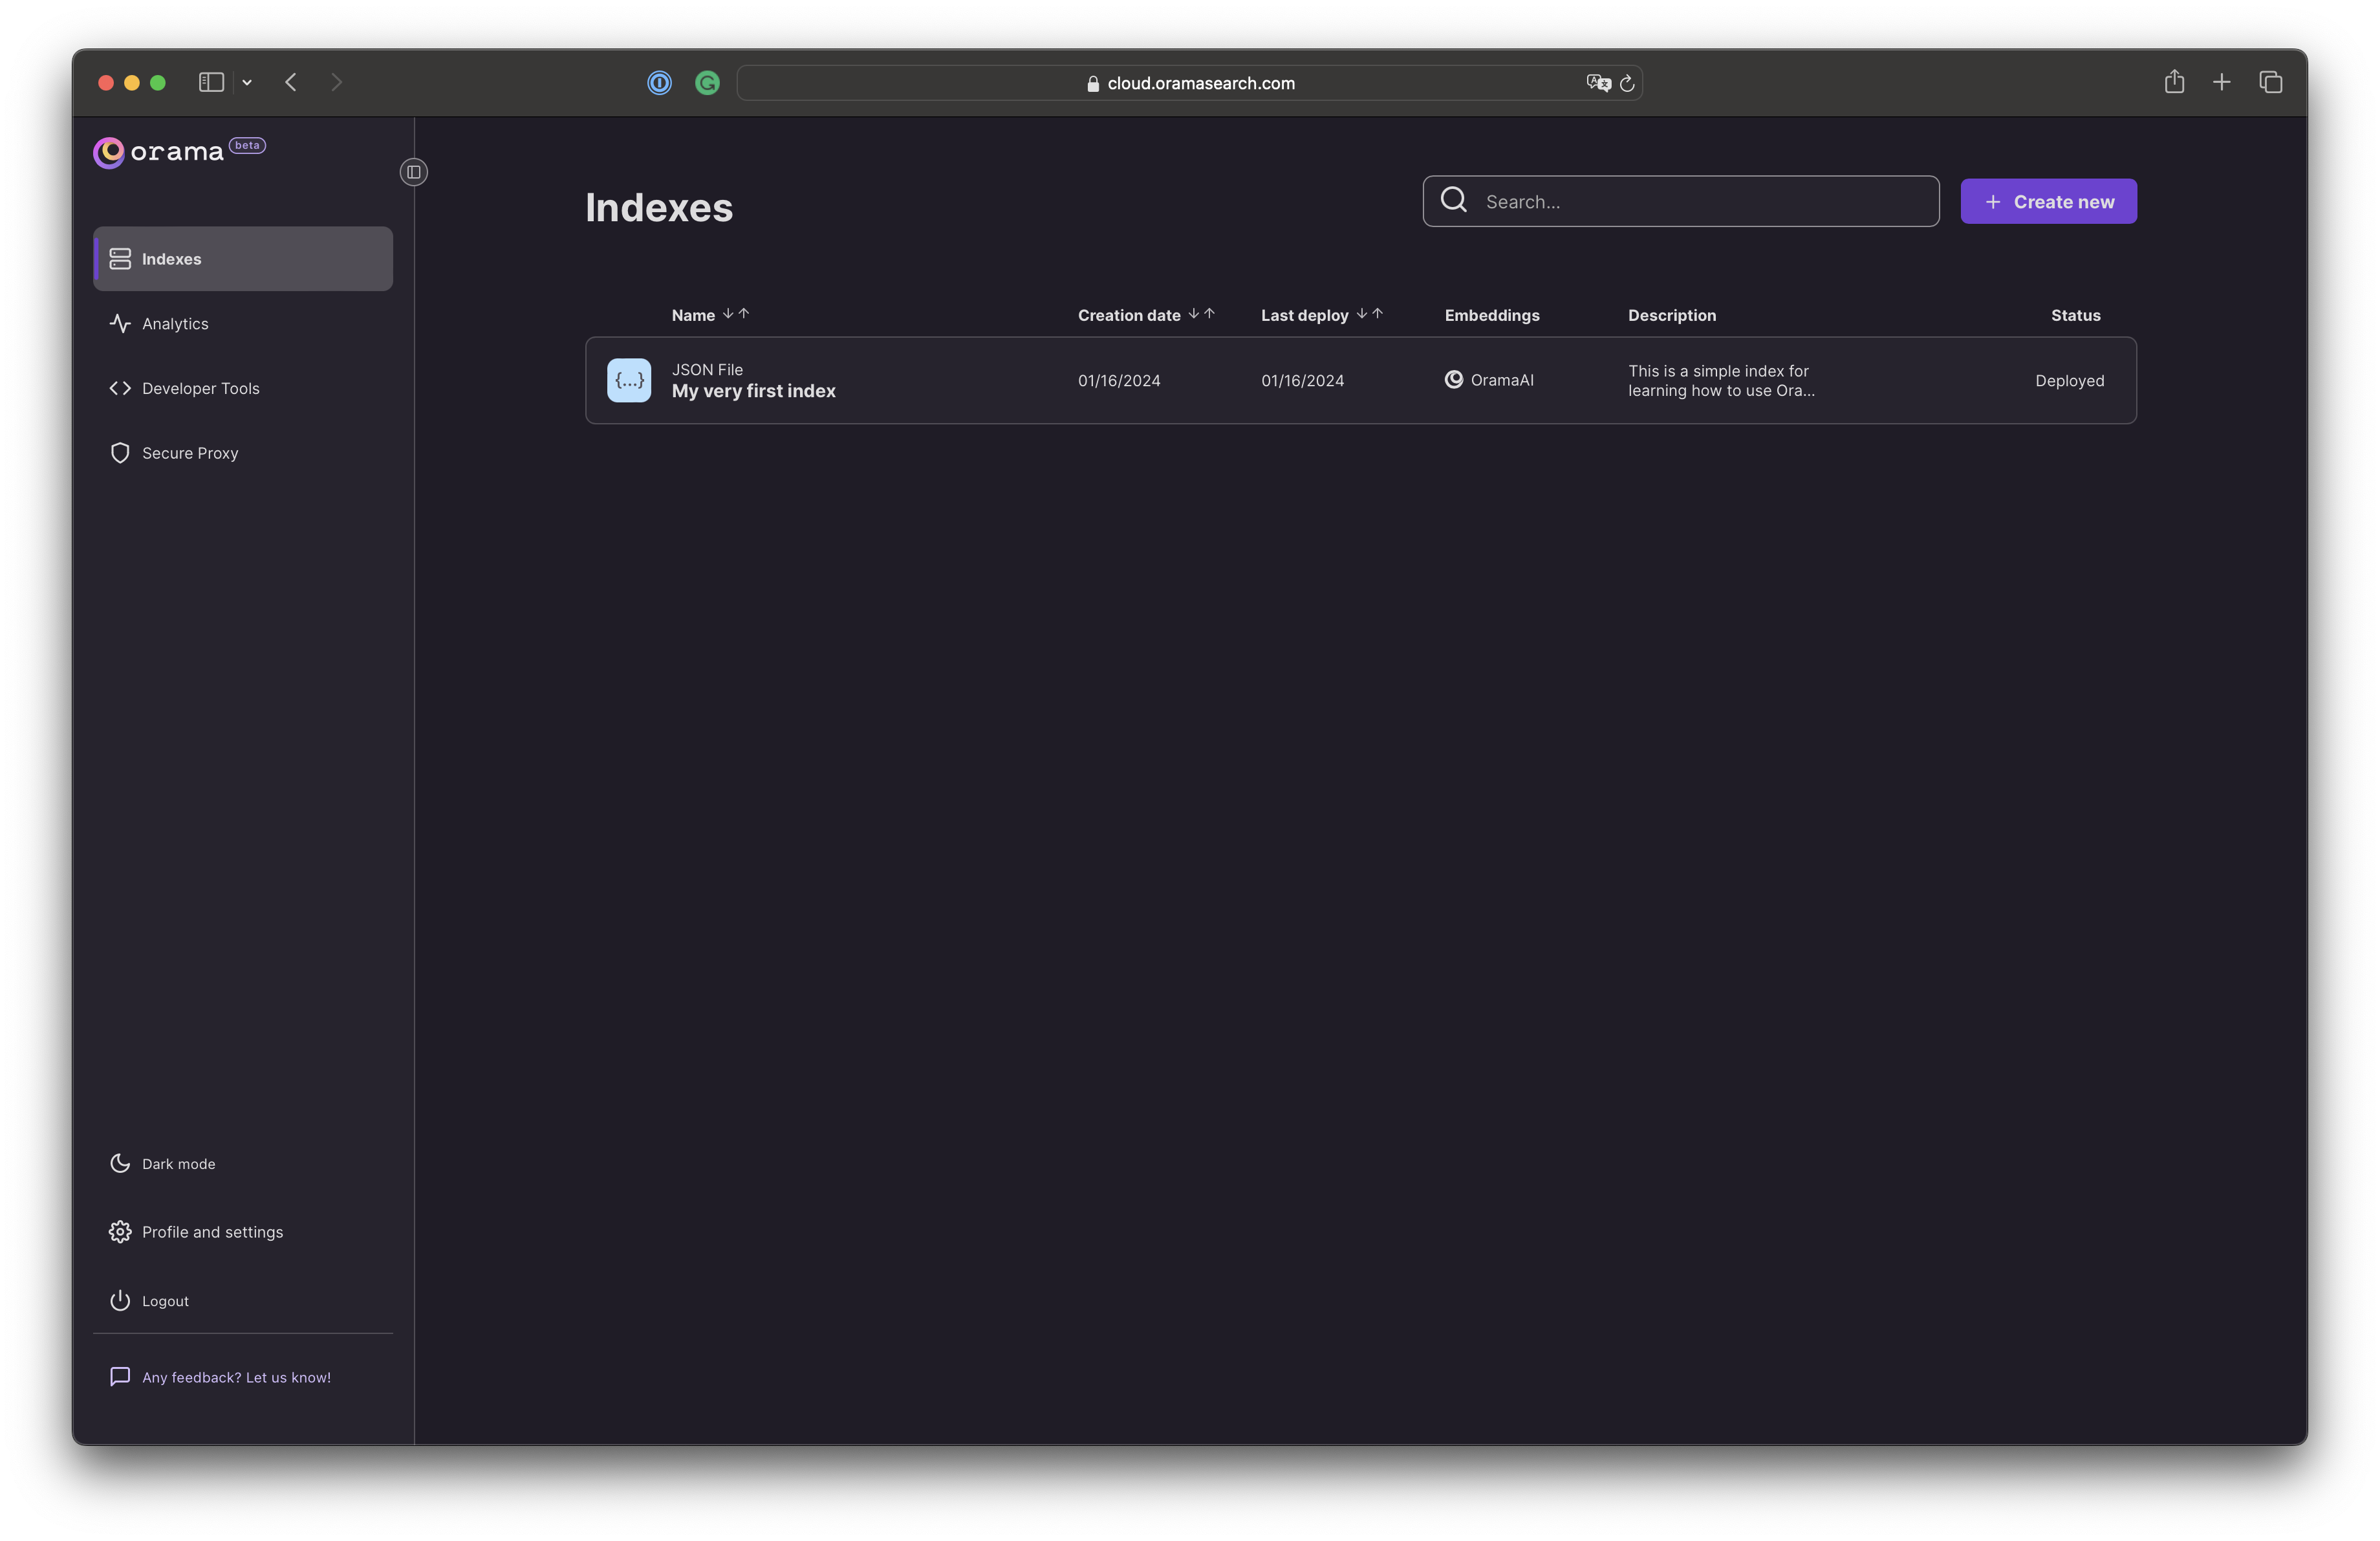 cloud.oramasearch.com
orama beta
Indexes
Analytics
Developer Tools
Secure Proxy
Dark mode
Profile and settings
Logout
Any feedback? Let us know!
Indexes
Search...
+ Create new
Name ↓↑ Creation date ↓↑ Last deploy ↓↑ Embeddings Description Status
{...}
JSON File
My very first index
01/16/2024
01/16/2024
OramaAI
This is a simple index for
learning how to use Ora...
Deployed